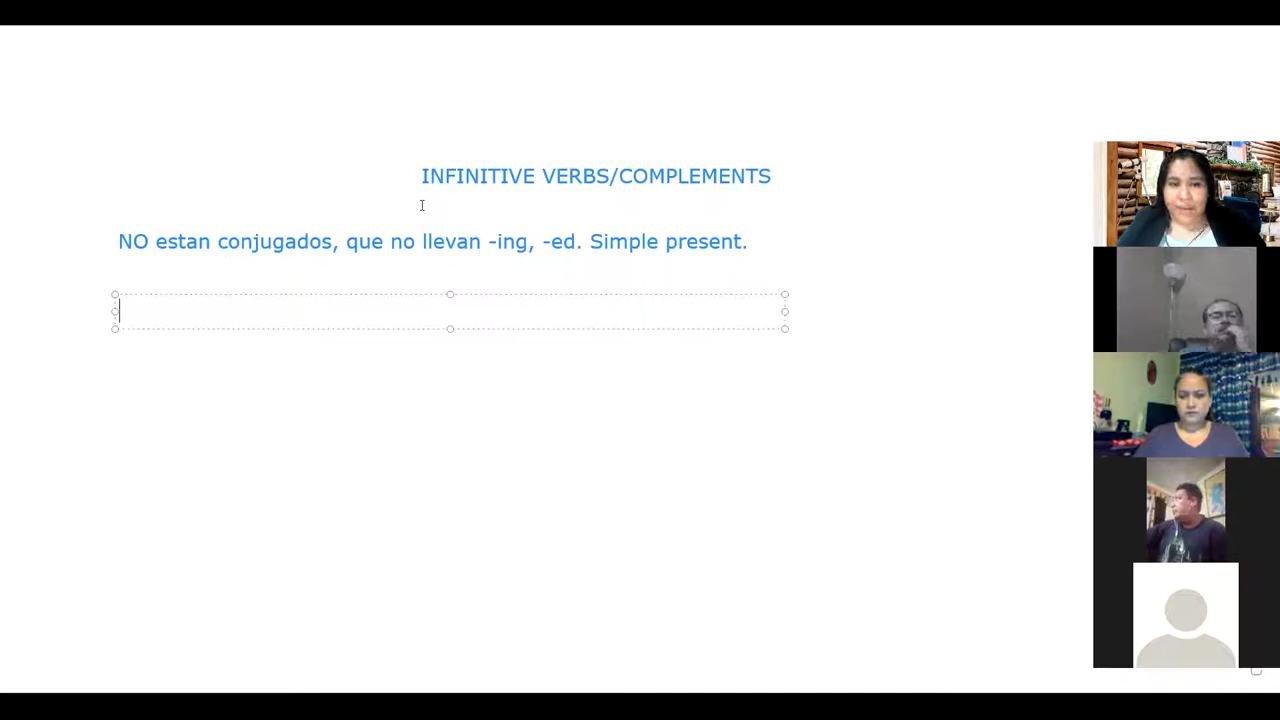 INFINITIVE VERBS/COMPLEMENTS
NO estan conjugados, que no llevan -ing, -ed. Simple present.